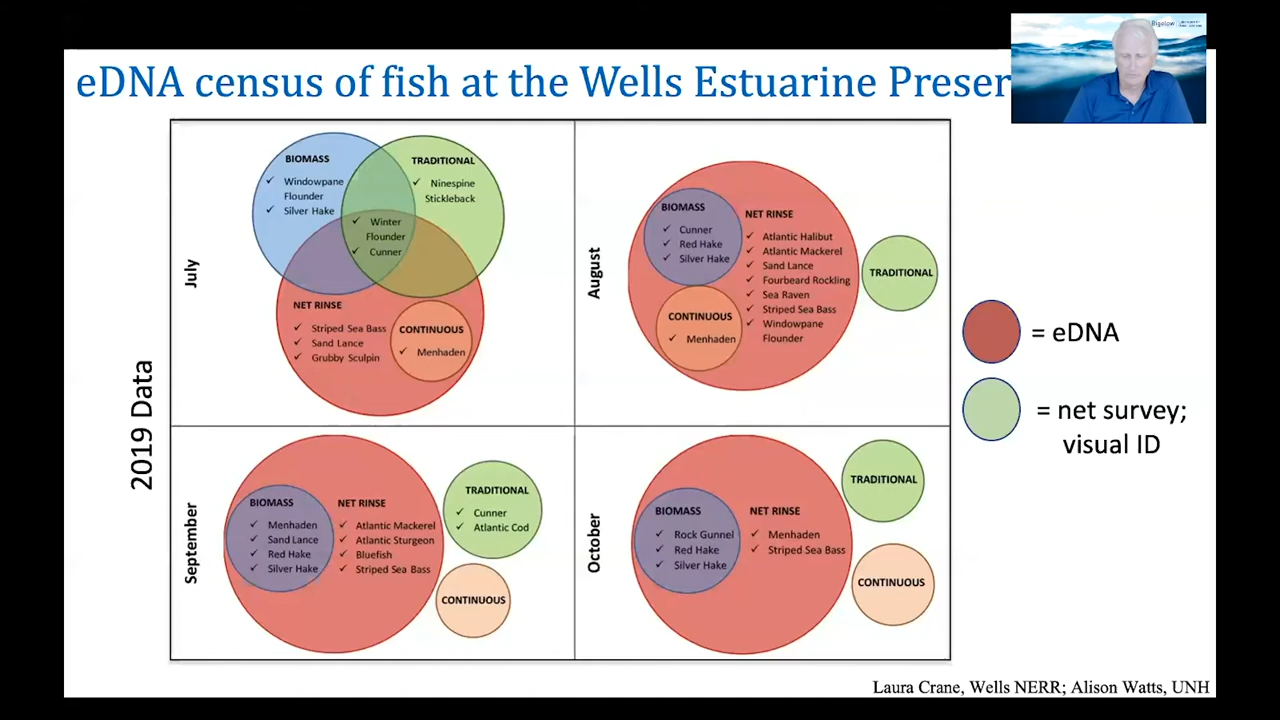 Bigelow
eDNA census of fish at the Wells Estuarine Preser
2019 Data
July
BIOMASS
✓ Windowpane
Flounder
✓ Silver Hake
TRADITIONAL
✓ Ninespine
Stickleback
✓ Winter
Flounder
✓ Cunner
NET RINSE
✓ Striped Sea Bass
✓ Sand Lance
✓ Grubby Sculpin
CONTINUOUS
✓ Menhaden
August
BIOMASS
✓ Cunner
✓ Red Hake
✓ Silver Hake
NET RINSE
✓ Atlantic Halibut
✓ Atlantic Mackerel
✓ Sand Lance
✓ Fourbeard Rockling
✓ Sea Raven
✓ Striped Sea Bass
✓ Windowpane
Flounder
CONTINUOUS
✓ Menhaden
TRADITIONAL
= eDNA
= net survey;
visual ID
September
BIOMASS
✓ Menhaden
✓ Sand Lance
✓ Red Hake
✓ Silver Hake
NET RINSE
✓ Atlantic Mackerel
✓ Atlantic Sturgeon
✓ Bluefish
✓ Striped Sea Bass
TRADITIONAL
✓ Cunner
✓ Atlantic Cod
CONTINUOUS
October
BIOMASS
✓ Rock Gunnel
✓ Red Hake
✓ Silver Hake
NET RINSE
✓ Menhaden
✓ Striped Sea Bass
TRADITIONAL
CONTINUOUS
Laura Crane, Wells NERR; Alison Watts, UNH